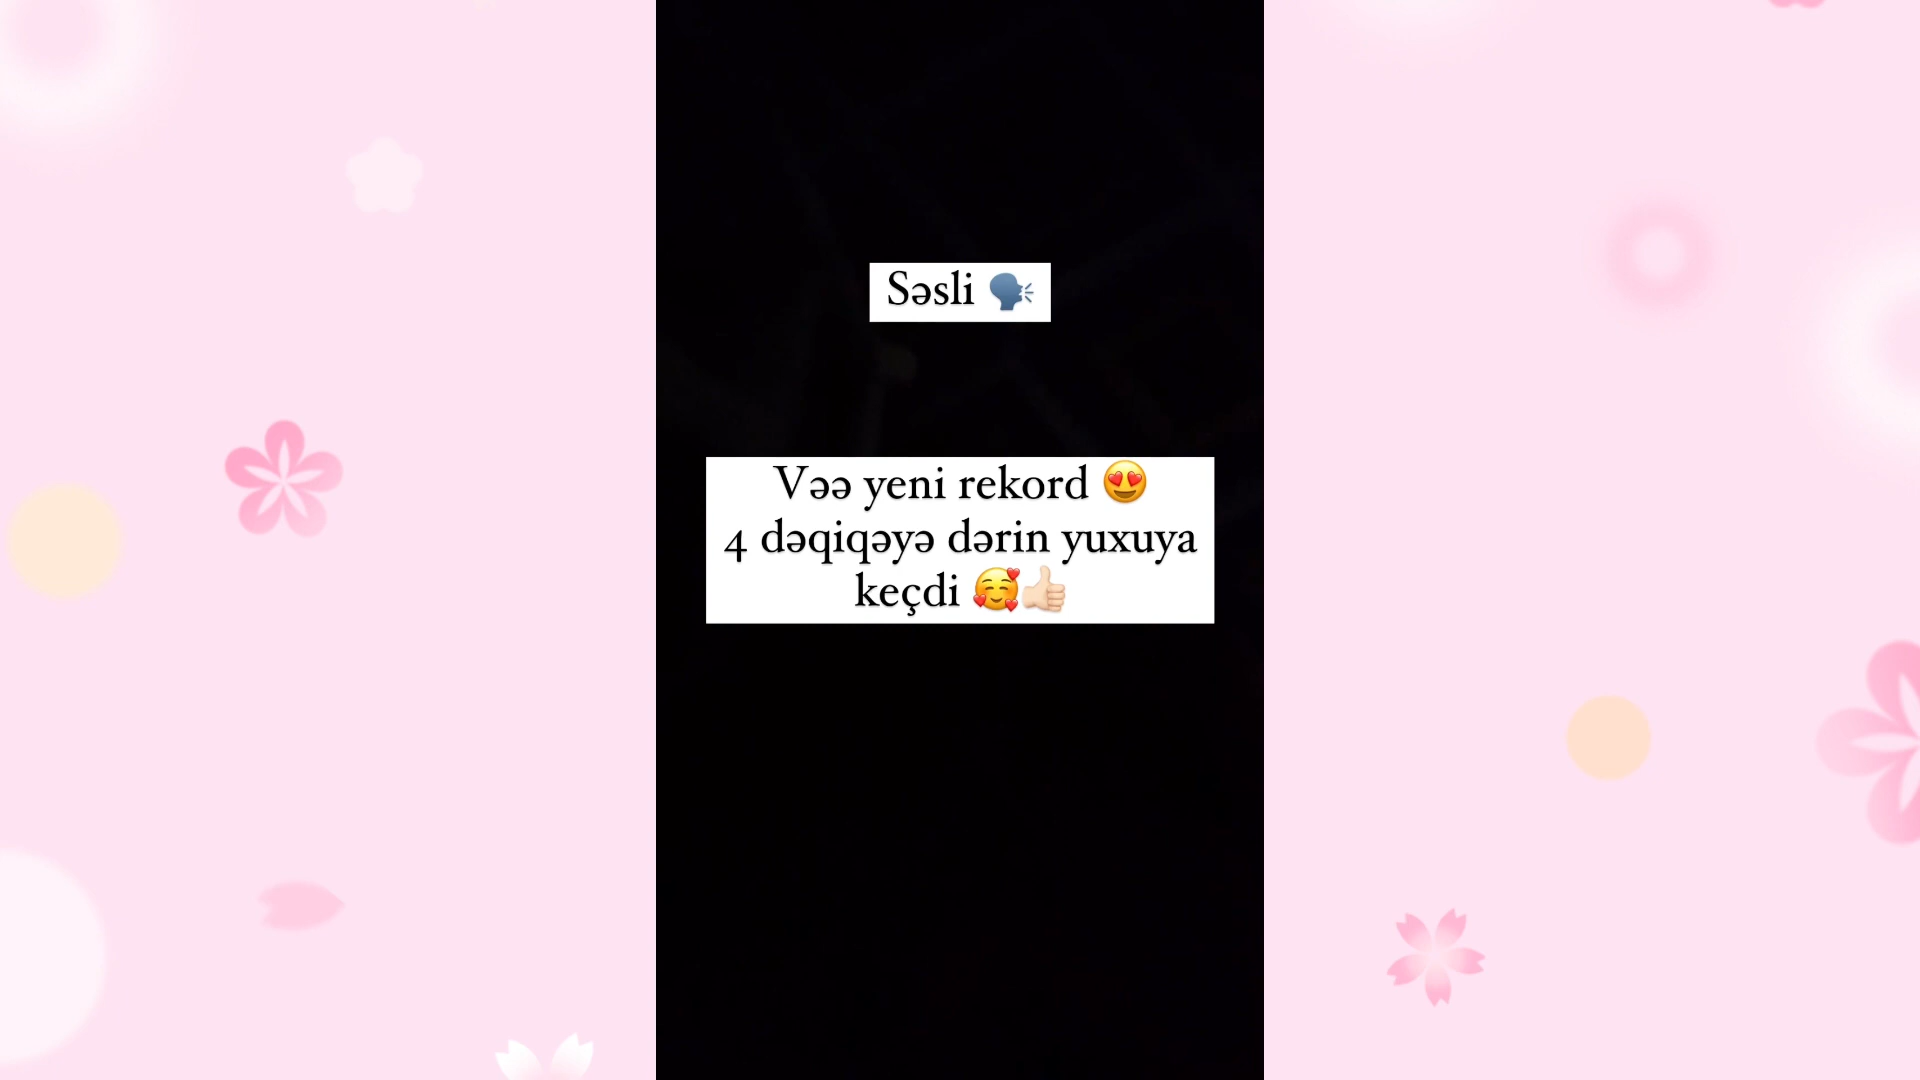 Səsli 🗣️
Vəə yeni rekord 😍
4 dəqiqəyə dərin yuxuya
keçdi 🥰👍🏻